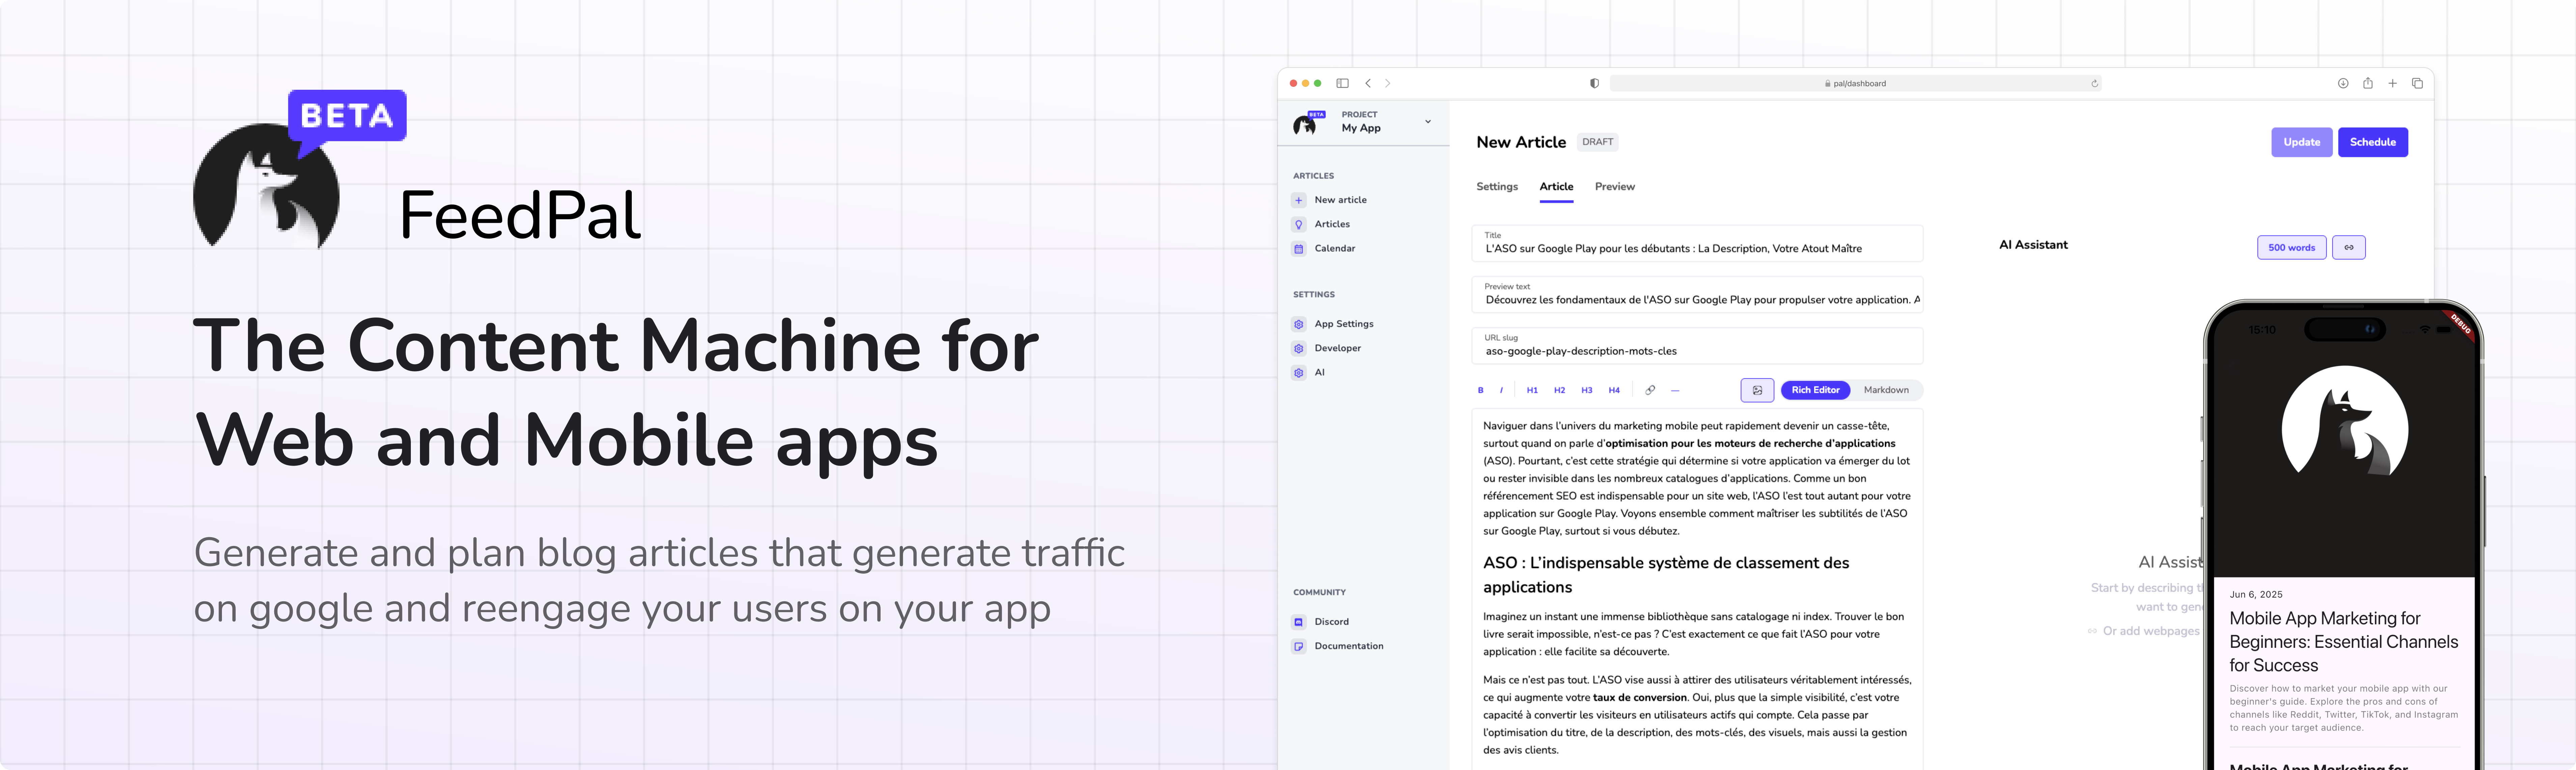 BETA
FeedPal
The Content Machine for
Web and Mobile apps
Generate and plan blog articles that generate traffic
on google and reengage your users on your app
pal/dashboard
BETA
PROJECT
My App
ARTICLES
New article
Articles
Calendar
SETTINGS
App Settings
Developer
AI
COMMUNITY
Discord
Documentation
New Article
DRAFT
Update
Schedule
Settings
Article
Preview
Title
L'ASO sur Google Play pour les débutants : La Description, Votre Atout Maître
Preview text
Découvrez les fondamentaux de l'ASO sur Google Play pour propulser votre application. A
URL slug
aso-google-play-description-mots-cles
B I H1 H2 H3 H4
Rich Editor
Markdown
Naviguer dans l’univers du marketing mobile peut rapidement devenir un casse-tête,
surtout quand on parle d’optimisation pour les moteurs de recherche d’applications
(ASO). Pourtant, c’est cette stratégie qui détermine si votre application va émerger du lot
ou rester invisible dans les nombreux catalogues d’applications. Comme un bon
référencement SEO est indispensable pour un site web, l’ASO l’est tout autant pour votre
application sur Google Play. Voyons ensemble comment maîtriser les subtilités de l’ASO
sur Google Play, surtout si vous débutez.
ASO : L’indispensable système de classement des
applications
Imaginez un instant une immense bibliothèque sans catalogage ni index. Trouver le bon
livre serait impossible, n’est-ce pas ? C’est exactement ce que fait l’ASO pour votre
application : elle facilite sa découverte.
Mais ce n’est pas tout. L’ASO vise aussi à attirer des utilisateurs véritablement intéressés,
ce qui augmente votre taux de conversion. Oui, plus que la simple visibilité, c’est votre
capacité à convertir les visiteurs en utilisateurs actifs qui compte. Cela passe par
l’optimisation du titre, de la description, des mots-clés, des visuels, mais aussi la gestion
des avis clients.
AI Assistant
500 words
AI Assist
Start by describing t
want to gen
Or add webpages
15:10
DEBUG
Jun 6, 2025
Mobile App Marketing for
Beginners: Essential Channels
for Success
Discover how to market your mobile app with our
beginner's guide. Explore the pros and cons of
channels like Reddit, Twitter, TikTok, and Instagram
to reach your target audience.
Mobile App Marketing for